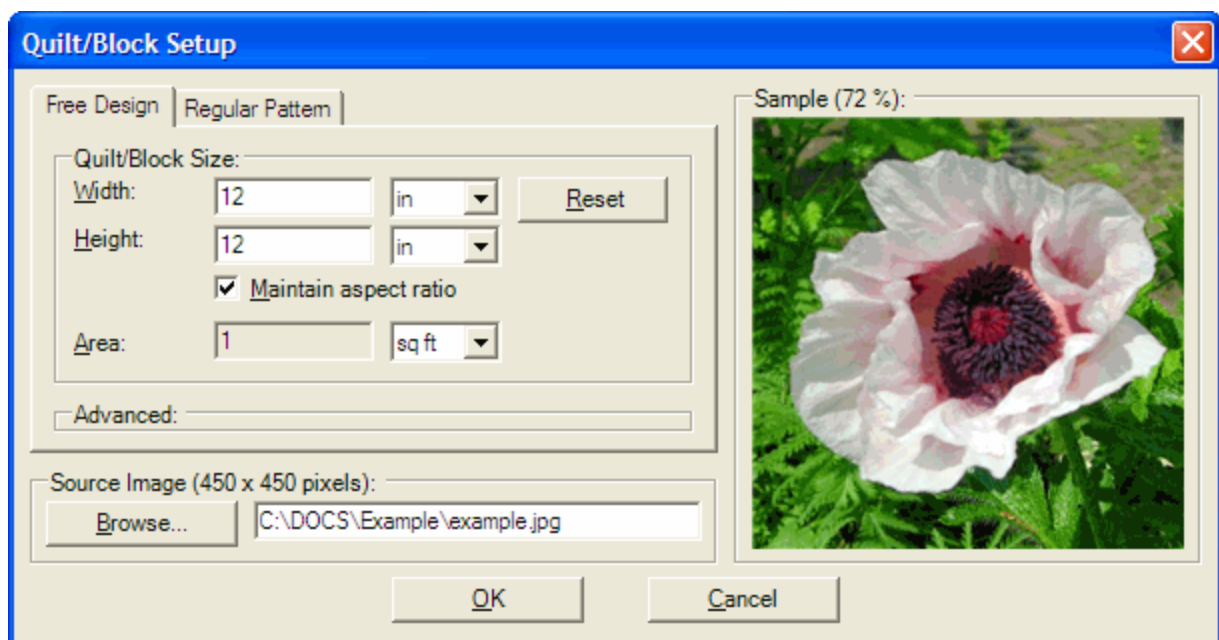 Quilt/Block Setup
Free Design
Regular Pattern
Quilt/Block Size:
Width:
12
in
Reset
Height:
12
in
Maintain aspect ratio
Area:
1
sq ft
Advanced:
Source Image (450 x 450 pixels):
Browse...
C:\DOCS\Example\example.jpg
Sample (72 %):
OK
Cancel